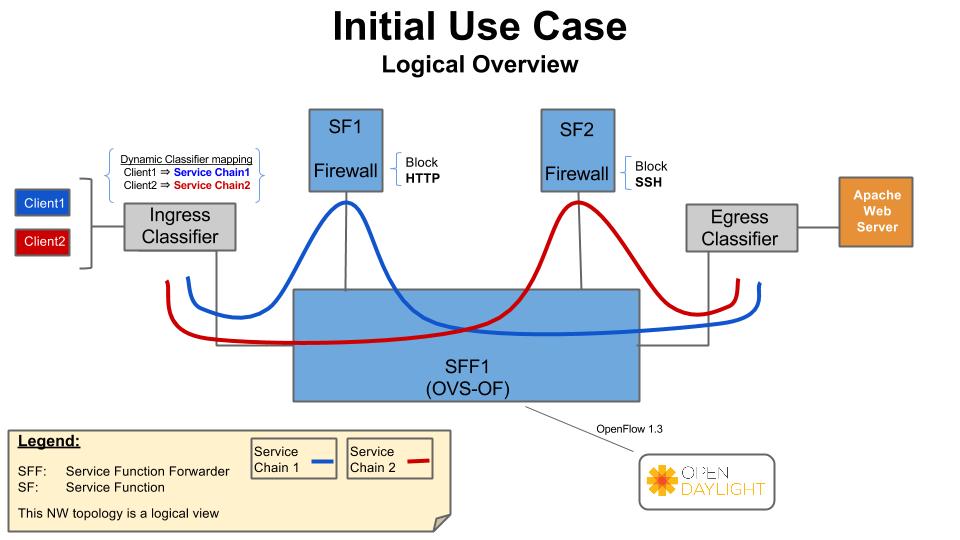 Initial Use Case
Logical Overview
SF1
Firewall
Block
HTTP
SF2
Firewall
Block
SSH
Dynamic Classifier mapping
Client1 ⇒ Service Chain1
Client2 ⇒ Service Chain2
Client1
Client2
Ingress
Classifier
Egress
Classifier
Apache
Web
Server
SFF1
(OVS-OF)
OpenFlow 1.3
OPEN
DAYLIGHT
Legend:
SFF: Service Function Forwarder
SF: Service Function
This NW topology is a logical view
Service
Chain 1
Service
Chain 2